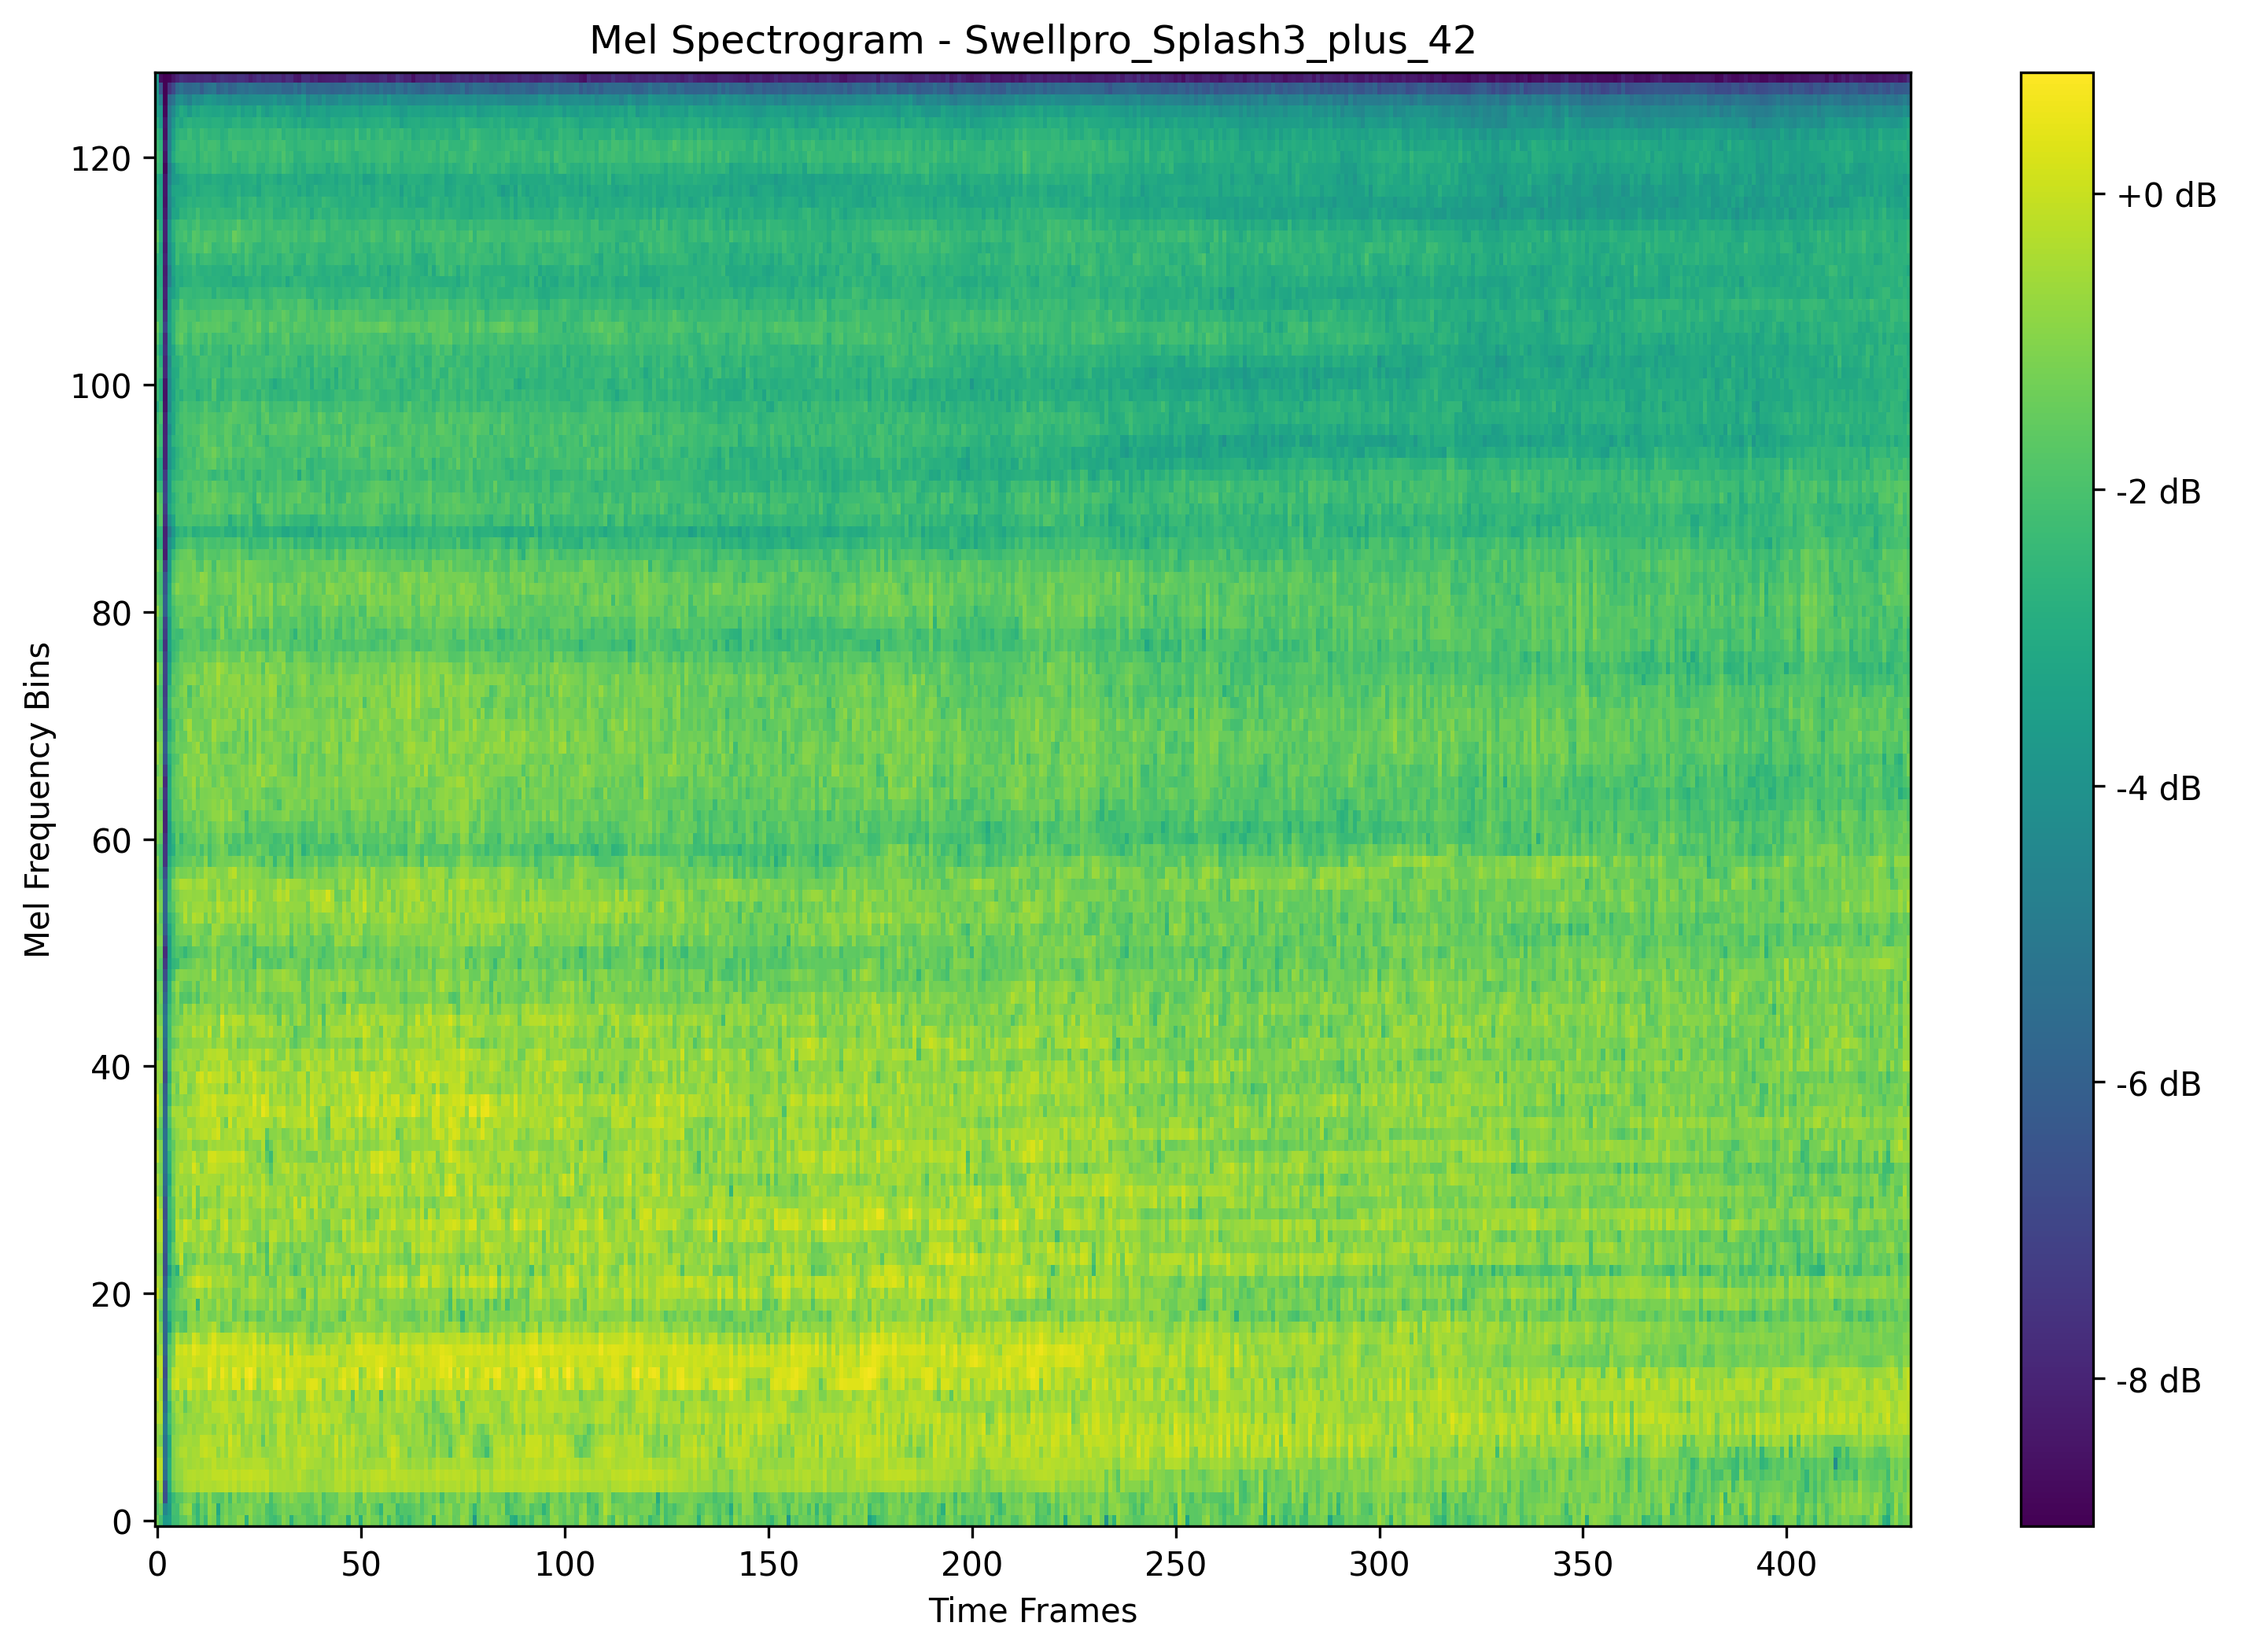 Mel Spectrogram - Swellpro_Splash3_plus_42
Mel Frequency Bins
120
100
80
60
40
20
0
0 50 100 150 200 250 300 350 400
Time Frames
+0 dB
-2 dB
-4 dB
-6 dB
-8 dB